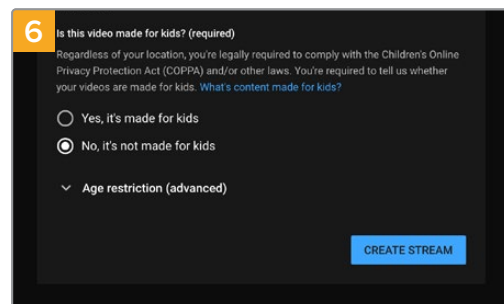 6
Is this video made for kids? (required)
Regardless of your location, you're legally required to comply with the Children's Online
Privacy Protection Act (COPPA) and/or other laws. You're required to tell us whether
your videos are made for kids. What's content made for kids?
Yes, it's made for kids
No, it's not made for kids
Age restriction (advanced)
CREATE STREAM